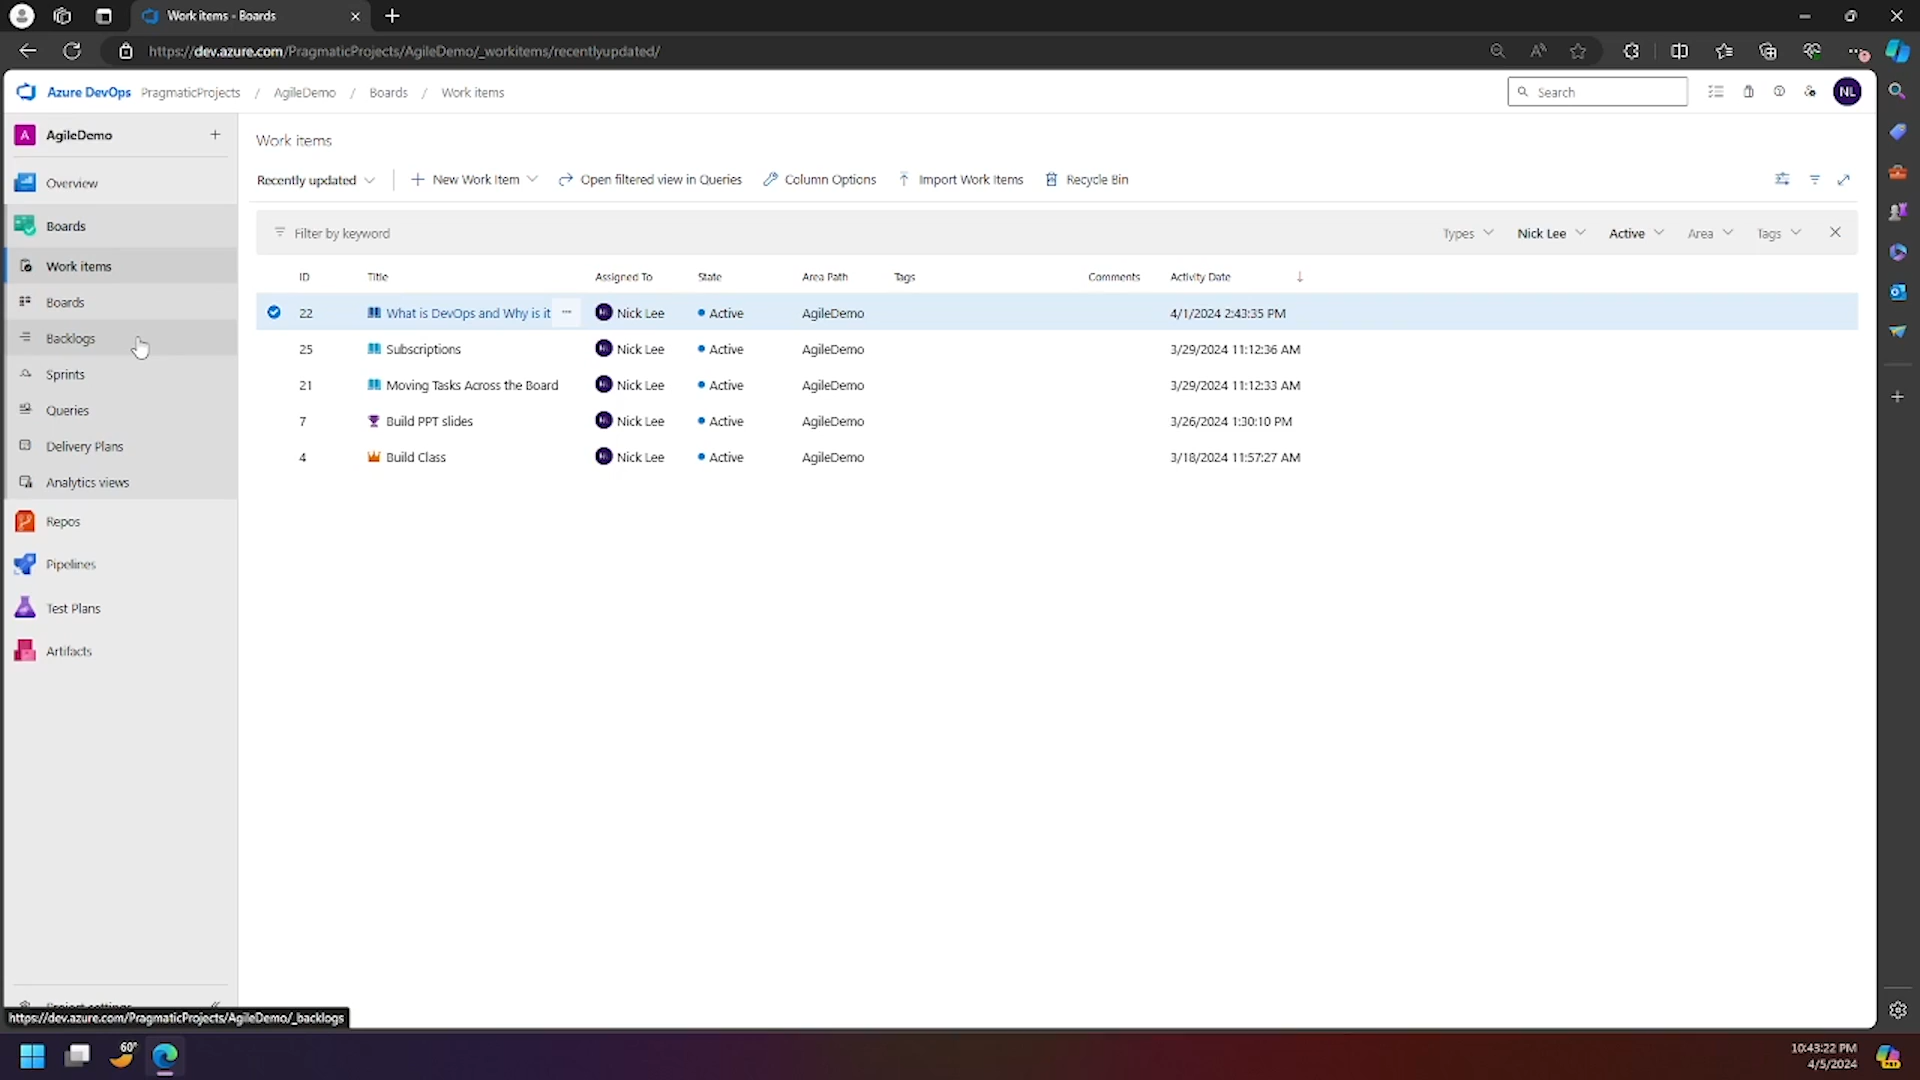 Work items - Boards
https://dev.azure.com/PragmaticProjects/AgileDemo/_workitems/recentlyupdated/
Azure DevOps PragmaticProjects / AgileDemo / Boards / Work items
Search
NL
A AgileDemo
Overview
Boards
Work items
Boards
Backlogs
Sprints
Queries
Delivery Plans
Analytics views
Repos
Pipelines
Test Plans
Artifacts
Project settings
https://dev.azure.com/PragmaticProjects/AgileDemo/_backlogs
Work items
Recently updated New Work Item Open filtered view in Queries Column Options Import Work Items Recycle Bin
Filter by keyword Types Nick Lee Active Area Tags
ID Title Assigned To State Area Path Tags Comments Activity Date
22 What is DevOps and Why is it ... Nick Lee Active AgileDemo 4/1/2024 2:43:35 PM
25 Subscriptions Nick Lee Active AgileDemo 3/29/2024 11:12:36 AM
21 Moving Tasks Across the Board Nick Lee Active AgileDemo 3/29/2024 11:12:33 AM
7 Build PPT slides Nick Lee Active AgileDemo 3/26/2024 1:30:10 PM
4 Build Class Nick Lee Active AgileDemo 3/18/2024 11:57:27 AM
60°
10:43:22 PM
4/5/2024